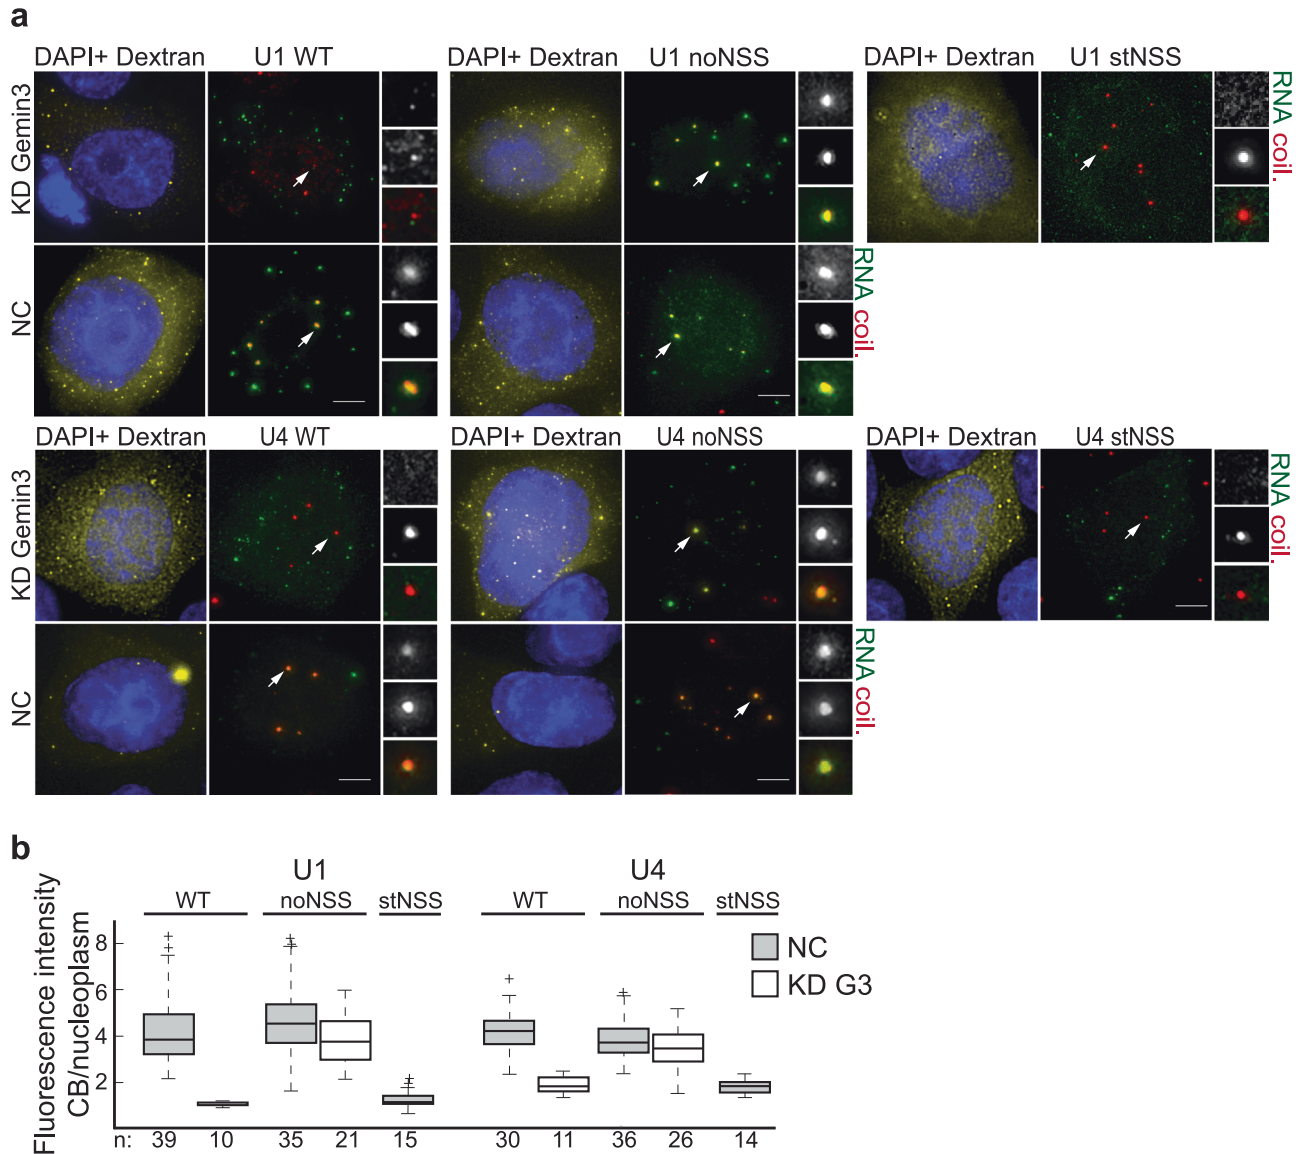 a
DAPI+ Dextran U1 WT DAPI+ Dextran U1 noNSS DAPI+ Dextran U1 stNSS
KD Gemin3
RNA coil.
NC
RNA coil.
DAPI+ Dextran U4 WT DAPI+ Dextran U4 noNSS DAPI+ Dextran U4 stNSS
KD Gemin3
RNA coil.
NC
RNA coil.
b
U1 U4
WT noNSS stNSS WT noNSS stNSS
Fluorescence intensity
CB/nucleoplasm
8
6
4
2
NC
KD G3
n: 39 10 35 21 15 30 11 36 26 14